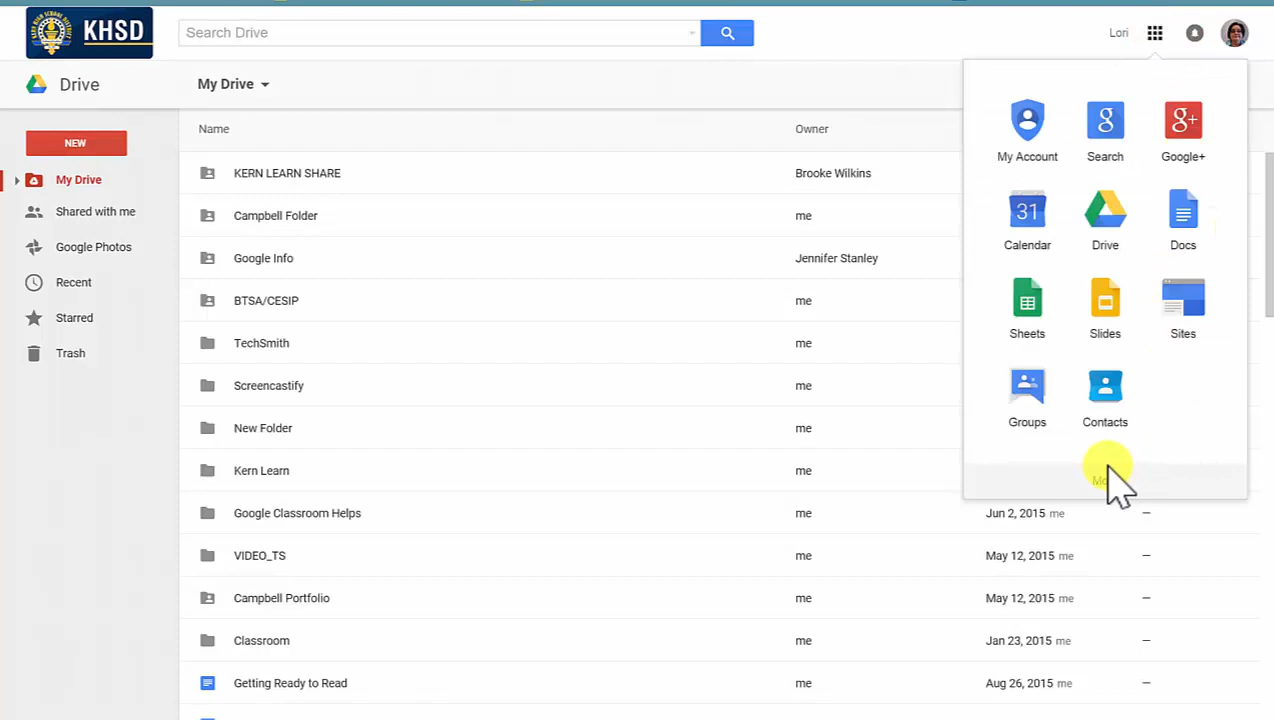 KHSD
Search Drive
Lori
Drive
My Drive
NEW
My Drive
Shared with me
Google Photos
Recent
Starred
Trash
Name
Owner
KERN LEARN SHARE
Brooke Wilkins
Campbell Folder
me
Google Info
Jennifer Stanley
BTSA/CESIP
me
TechSmith
me
Screencastify
me
New Folder
me
Kern Learn
me
Google Classroom Helps
me
Jun 2, 2015 me
–
VIDEO_TS
me
May 12, 2015 me
–
Campbell Portfolio
me
May 12, 2015 me
–
Classroom
me
Jan 23, 2015 me
–
Getting Ready to Read
me
Aug 26, 2015 me
–
My Account
g
Search
g+
Google+
31
Calendar
Drive
Docs
Sheets
Slides
Sites
Groups
Contacts